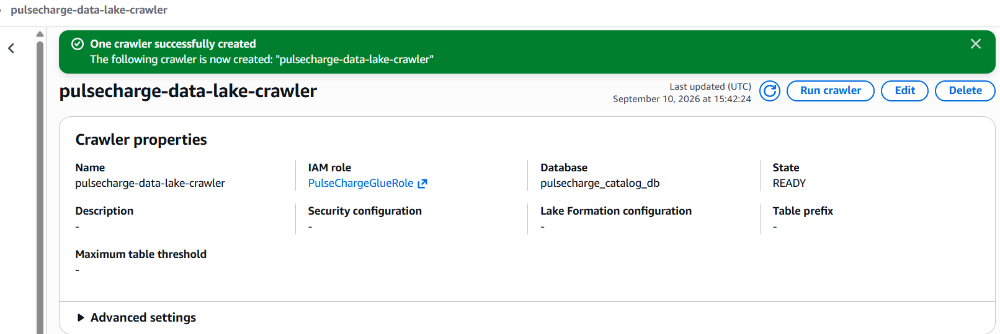 pulsecharge-data-lake-crawler
One crawler successfully created
The following crawler is now created: "pulsecharge-data-lake-crawler"
pulsecharge-data-lake-crawler
Last updated (UTC)
September 10, 2026 at 15:42:24
Run crawler
Edit
Delete
Crawler properties
Name
pulsecharge-data-lake-crawler
IAM role
PulseChargeGlueRole
Database
pulsecharge_catalog_db
State
READY
Description
-
Security configuration
-
Lake Formation configuration
-
Table prefix
-
Maximum table threshold
-
Advanced settings